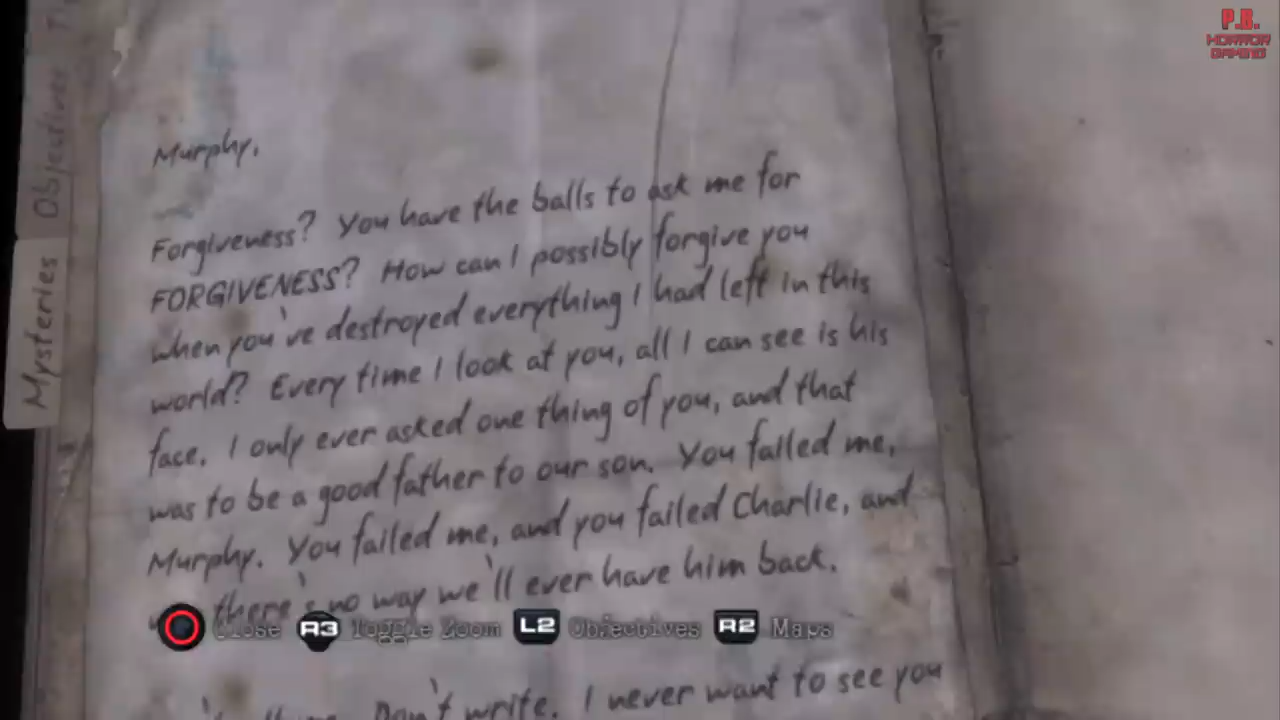 P.B.
HORROR
GAMING
Objectives
Mysteries
Murphy,
Forgiveness? You have the balls to ask me for
FORGIVENESS? How can I possibly forgive you
when you've destroyed everything I had left in this
world? Every time I look at you, all I can see is his
face. I only ever asked one thing of you, and that
was to be a good father to our son. You failed me,
Murphy. You failed me, and you failed Charlie, and
there's no way we'll ever have him back.
Close R3 Toggle Zoom L2 Objectives R2 Maps
Don't write. I never want to see you